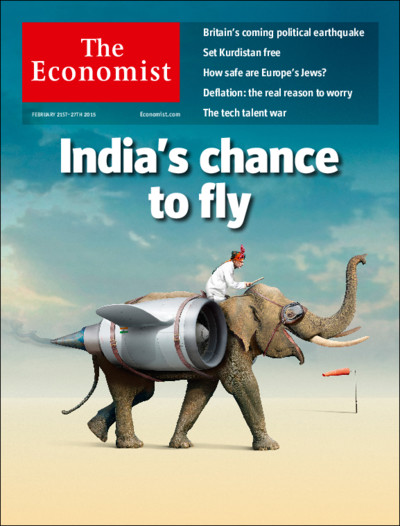 The
Economist
FEBRUARY 21ST–27TH 2015
Economist.com
Britain's coming political earthquake
Set Kurdistan free
How safe are Europe's Jews?
Deflation: the real reason to worry
The tech talent war
India's chance
to fly